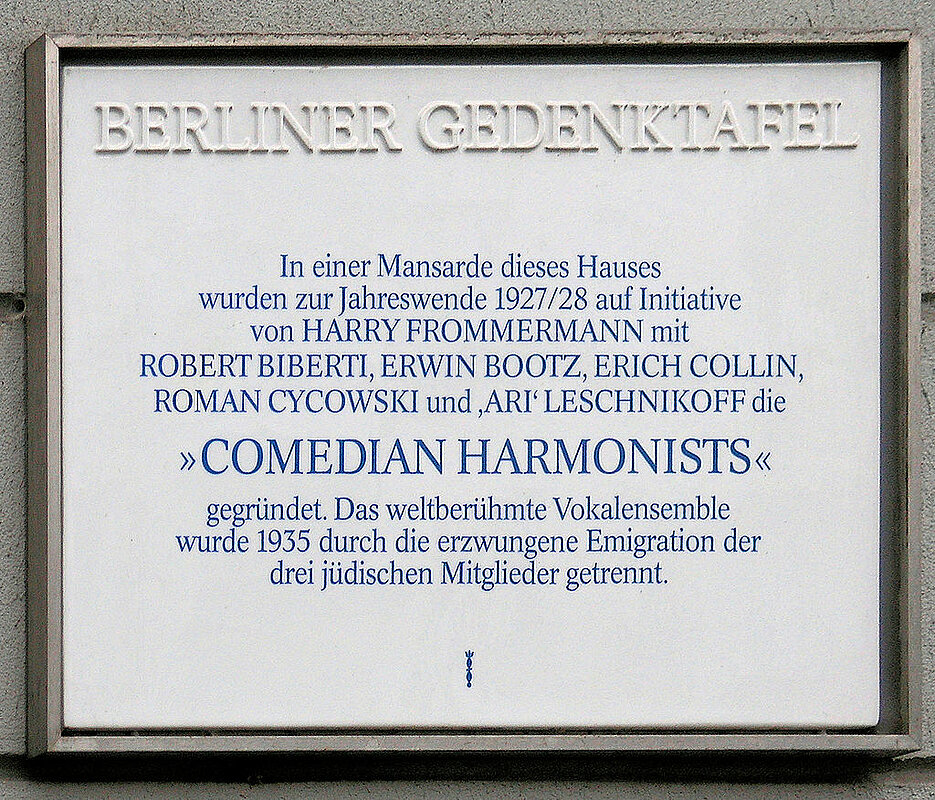 BERLINER GEDENKTAFEL
In einer Mansarde dieses Hauses
wurden zur Jahreswende 1927/28 auf Initiative
von HARRY FROMMERMANN mit
ROBERT BIBERTI, ERWIN BOOTZ, ERICH COLLIN,
ROMAN CYCOWSKI und ‚ARI‘ LESCHNIKOFF die
»COMEDIAN HARMONISTS«
gegründet. Das weltberühmte Vokalensemble
wurde 1935 durch die erzwungene Emigration der
drei jüdischen Mitglieder getrennt.